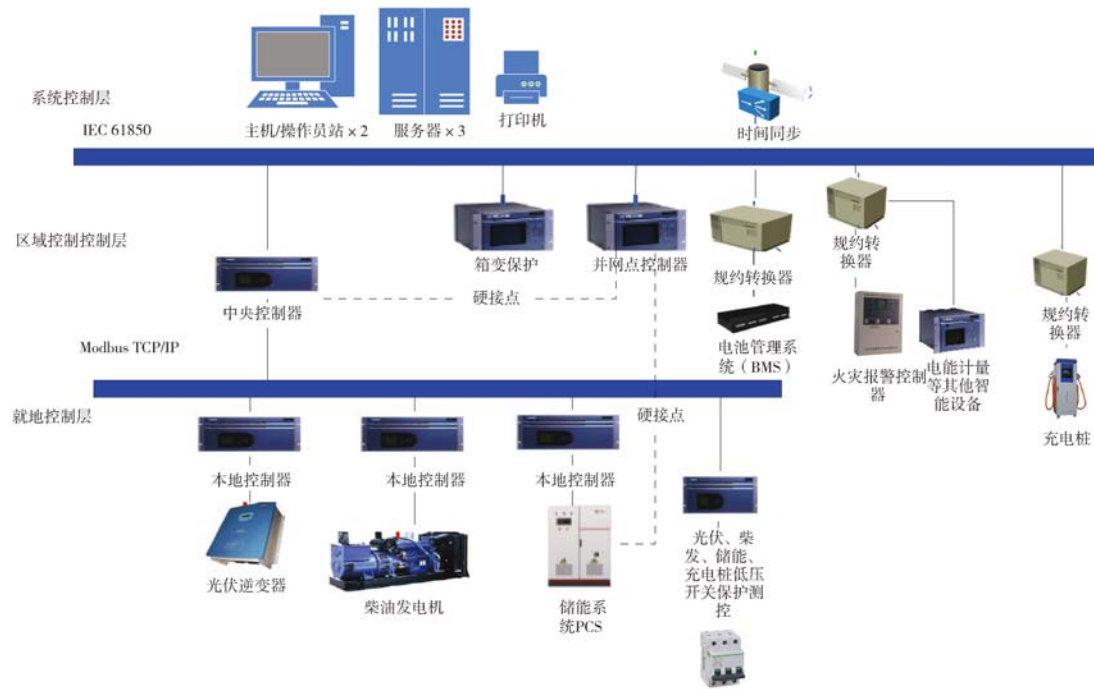 系统控制层
IEC 61850
主机/操作员站×2
服务器×3
打印机
时间同步
区域控制控制层
箱变保护
并网点控制器
规约转换器
规约转
换器
规约转
换器
中央控制器
硬接点
电池管理系
统（BMS）
火灾报警控制
器
电能计量
等其他智
能设备
充电桩
Modbus TCP/IP
就地控制层
硬接点
本地控制器
本地控制器
本地控制器
光伏逆变器
柴油发电机
储能系
统PCS
光伏、柴
发、储能、
充电桩低压
开关保护测
控